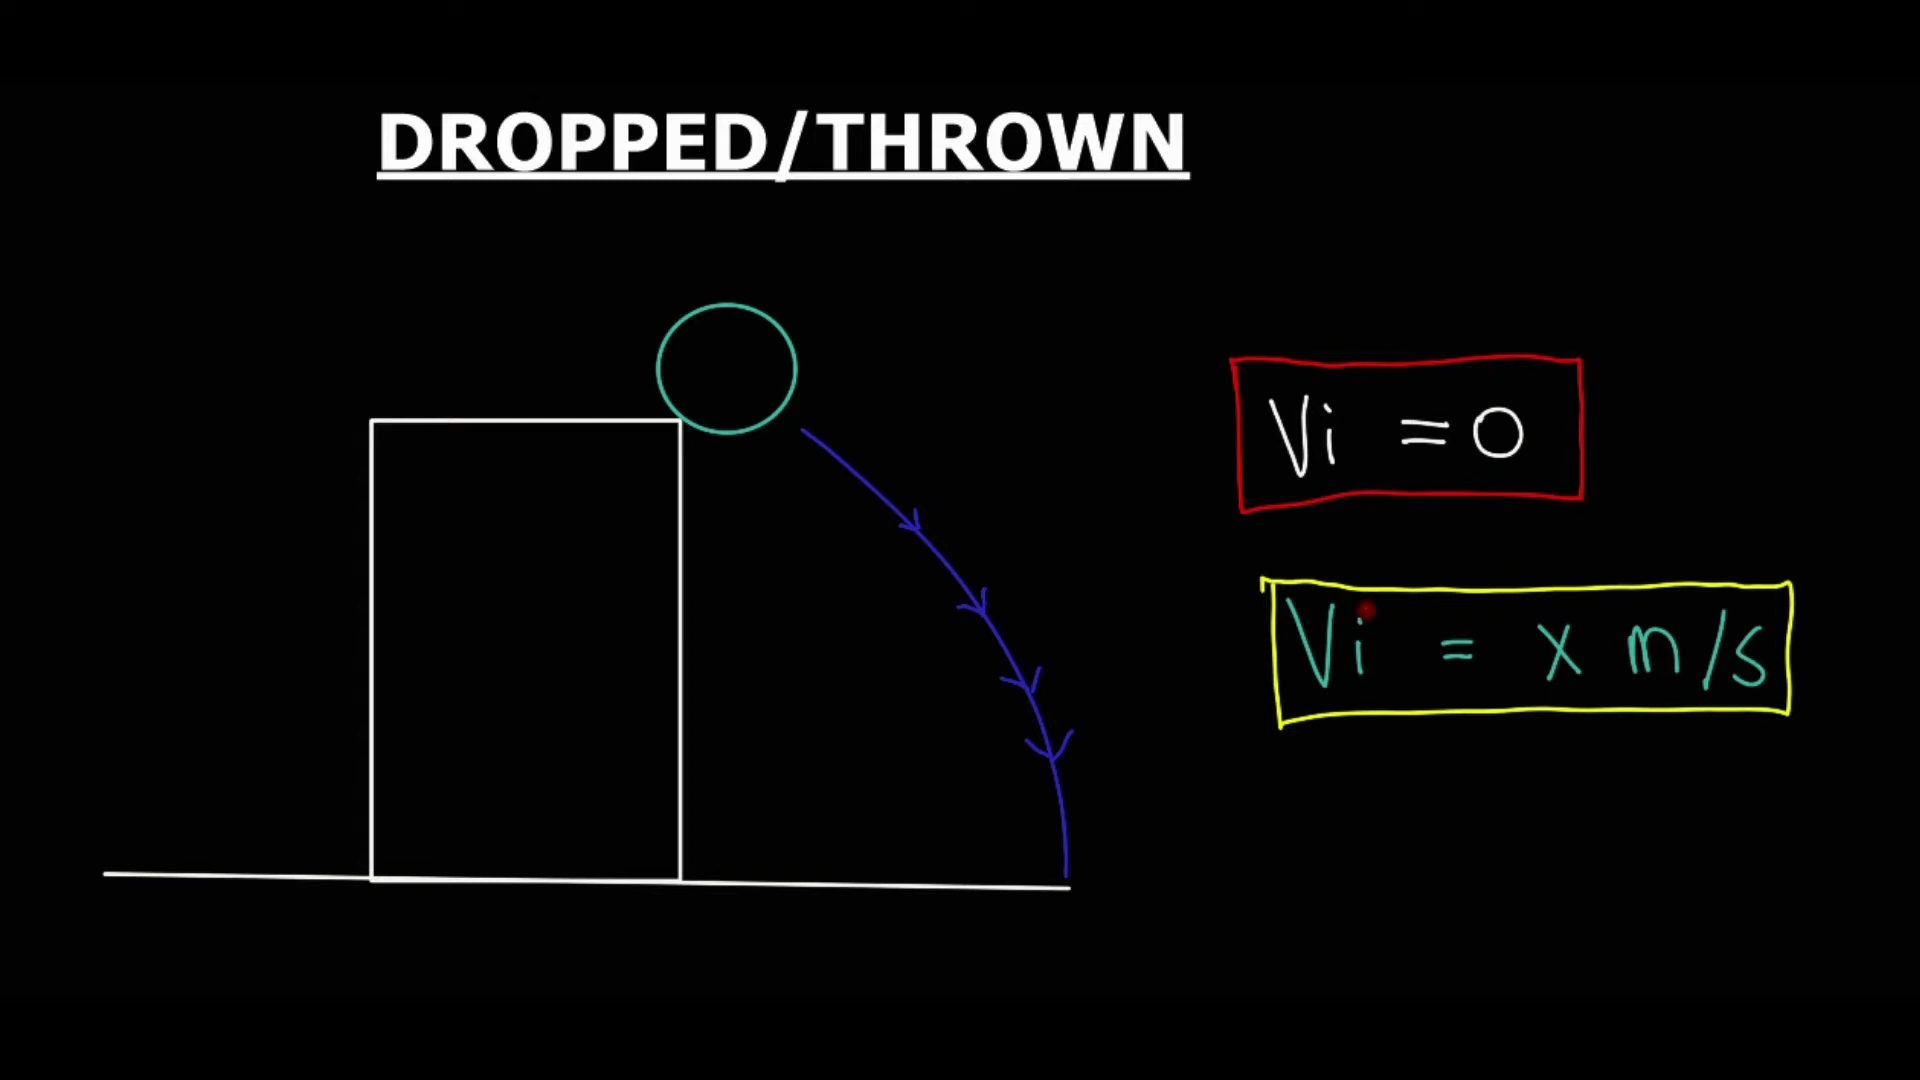 DROPPED/THROWN
Vi = 0
Vi = x m/s